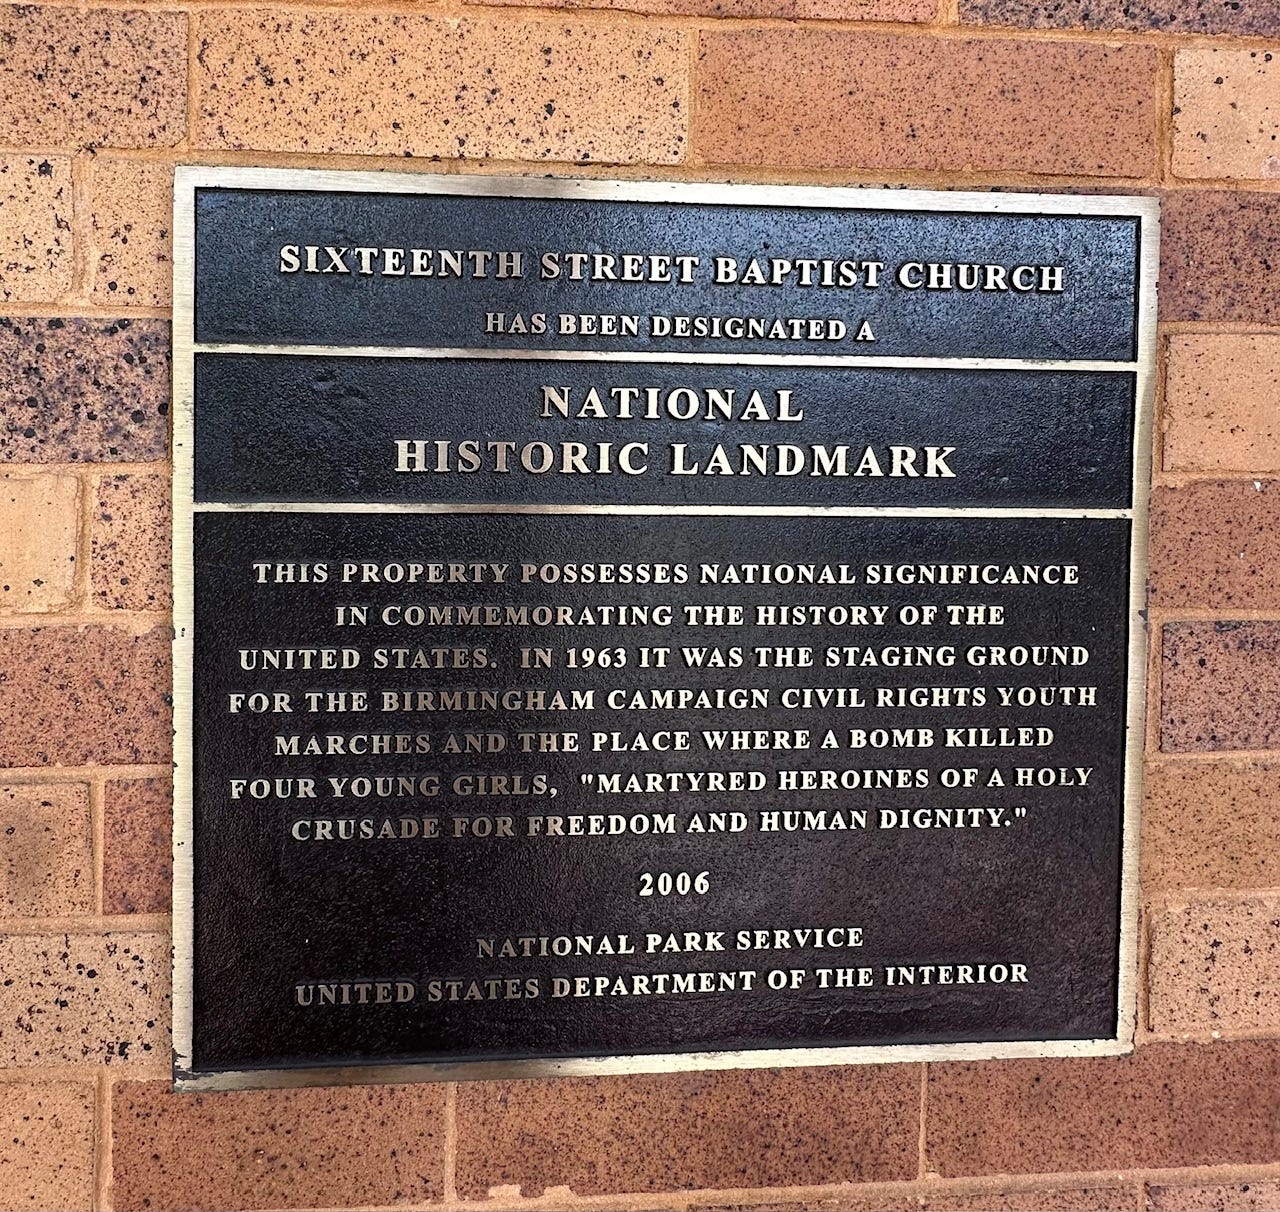 SIXTEENTH STREET BAPTIST CHURCH
HAS BEEN DESIGNATED A
NATIONAL
HISTORIC LANDMARK
THIS PROPERTY POSSESSES NATIONAL SIGNIFICANCE
IN COMMEMORATING THE HISTORY OF THE
UNITED STATES. IN 1963 IT WAS THE STAGING GROUND
FOR THE BIRMINGHAM CAMPAIGN CIVIL RIGHTS YOUTH
MARCHES AND THE PLACE WHERE A BOMB KILLED
FOUR YOUNG GIRLS, "MARTYRED HEROINES OF A HOLY
CRUSADE FOR FREEDOM AND HUMAN DIGNITY."
2006
NATIONAL PARK SERVICE
UNITED STATES DEPARTMENT OF THE INTERIOR